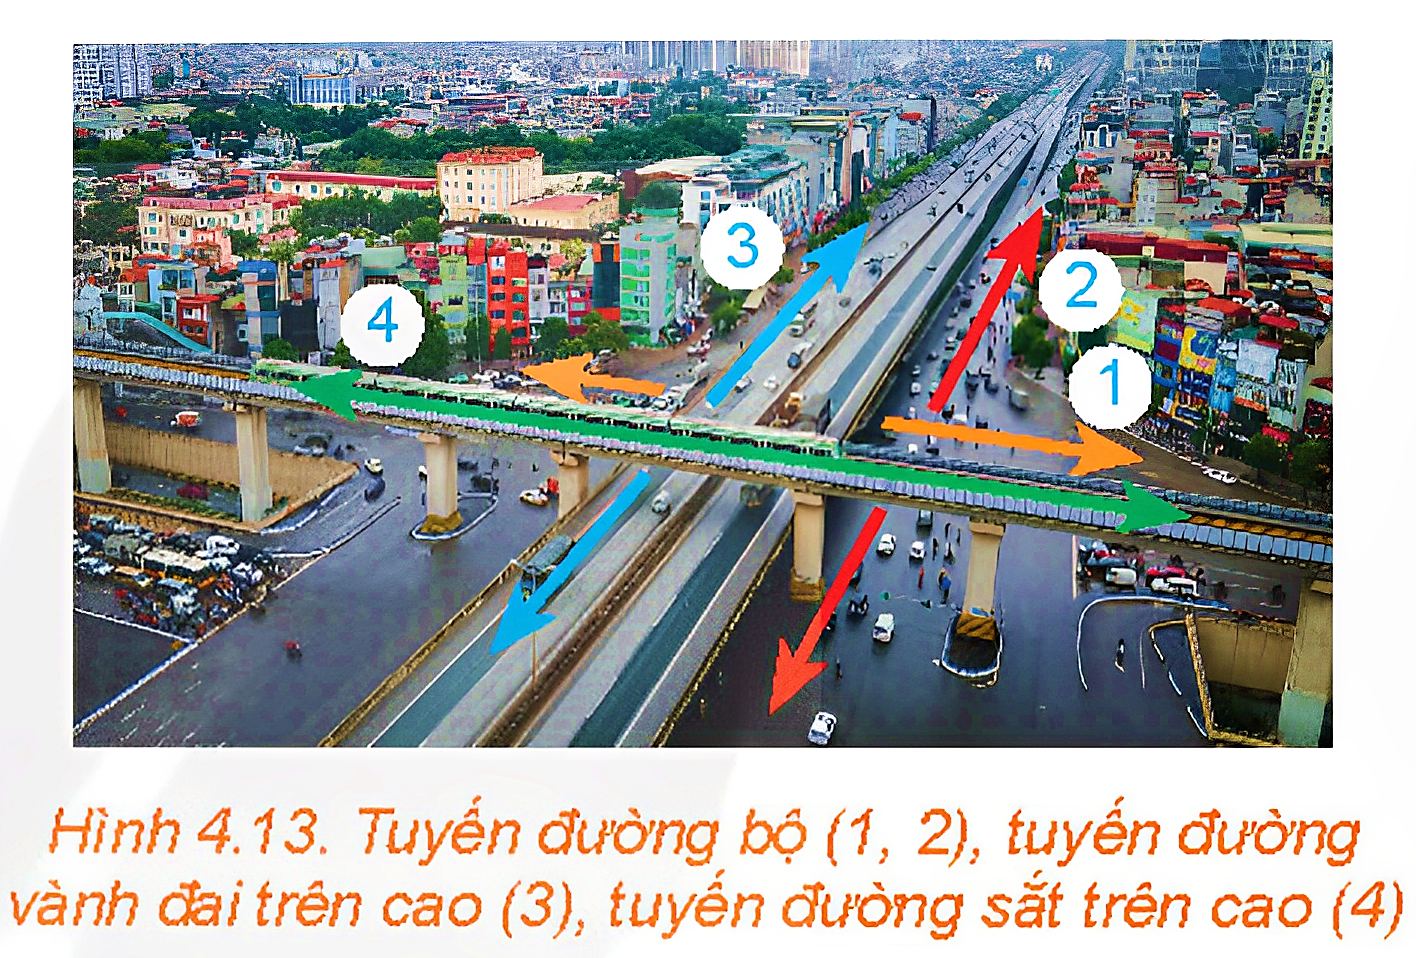 3
2
4
1
Hình 4.13. Tuyến đường bộ (1, 2), tuyến đường
vành đai trên cao (3), tuyến đường sắt trên cao (4)